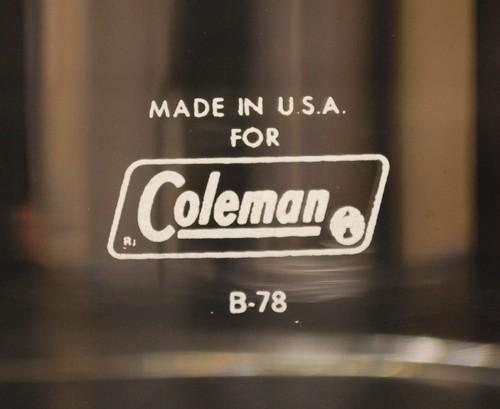 MADE IN U.S.A.
FOR
Coleman
B-78